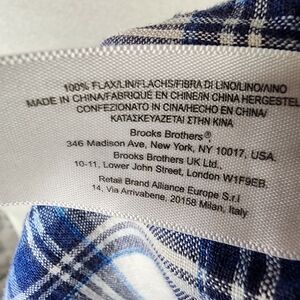 100% FLAX/LIN/FLACHS/FIBRA DI LINO/LINO/ΛΙΝΟ
MADE IN CHINA/FABRIQUÉ EN CHINE/IN CHINA HERGESTEL
CONFEZIONATO IN CINA/HECHO EN CHINA/
ΚΑΤΑΣΚΕΥΑΖΕΤΑΙ ΣΤΗΝ ΚΙΝΑ
Brooks Brothers®
346 Madison Ave, New York, NY, 10017, USA.
Brooks Brothers UK Ltd.,
10-11, Lower John Street, London W1F9EB.
Retail Brand Alliance Europe S.r.l
14, Via Arrivabene, 20158 Milan, Italy